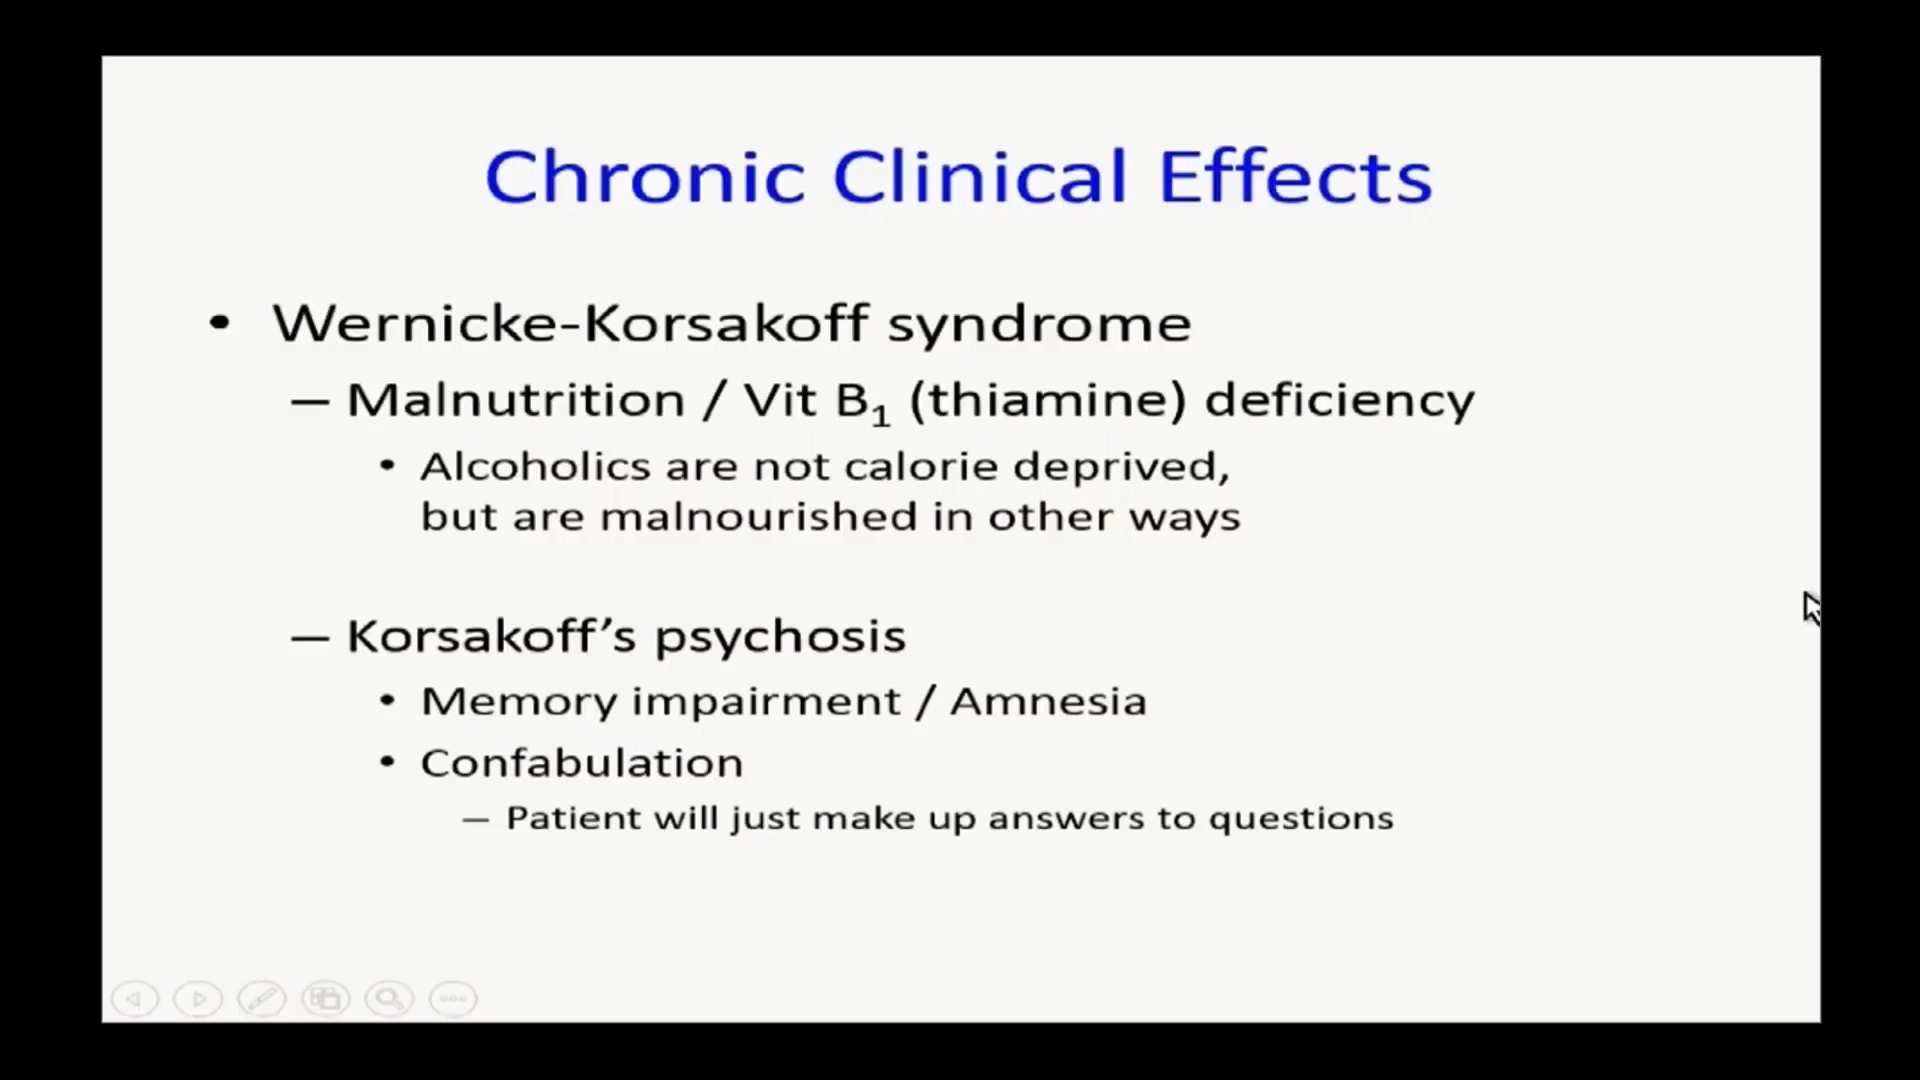 Chronic Clinical Effects
• Wernicke-Korsakoff syndrome
– Malnutrition / Vit B₁ (thiamine) deficiency
• Alcoholics are not calorie deprived,
but are malnourished in other ways
– Korsakoff’s psychosis
• Memory impairment / Amnesia
• Confabulation
– Patient will just make up answers to questions